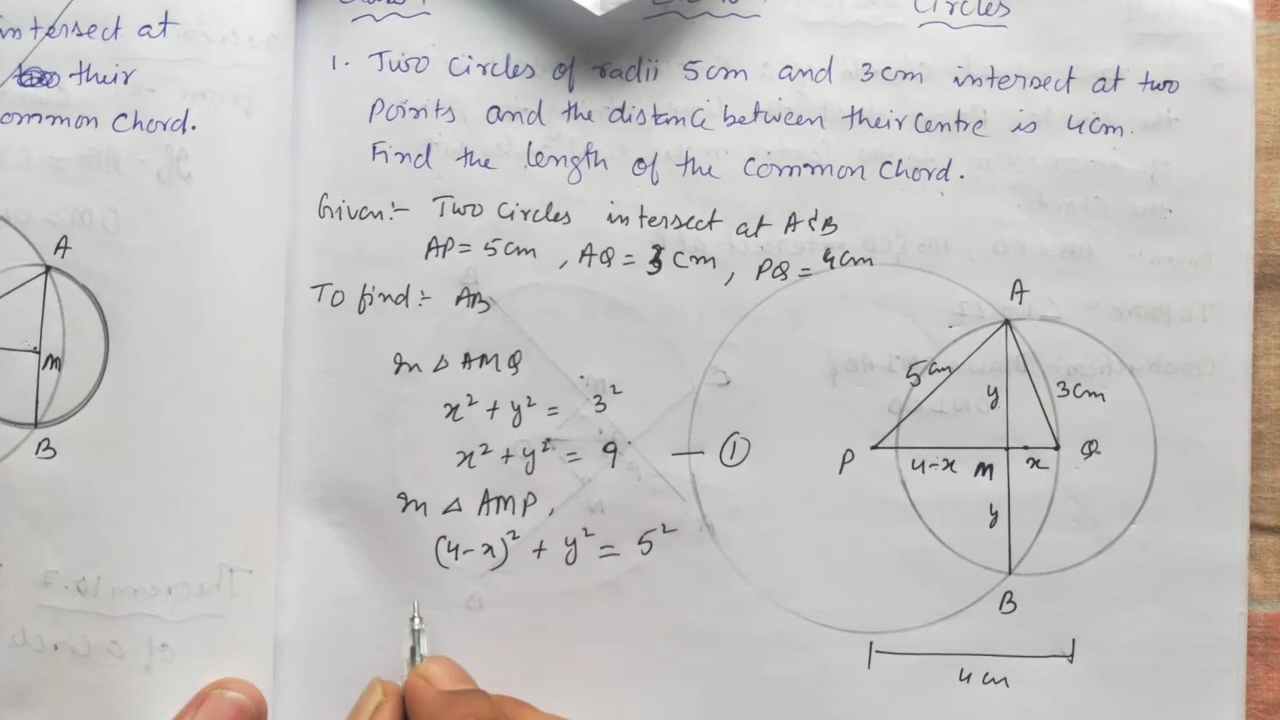 intersect at
their
ommon Chord.
A
m
B
Circles
1. Two circles of radii 5cm and 3cm intersect at two
points and the distance between their centre is 4cm.
Find the length of the common chord.
Given:- Two circles intersect at A & B
AP = 5cm, AQ = 3cm, PQ = 4cm
To find:- AB
In △ AMQ
x² + y² = 3²
x² + y² = 9 — ①
In △ AMP,
(4-x)² + y² = 5²
A
5cm
y
3cm
P
4-x
M
x
Q
y
B
4cm